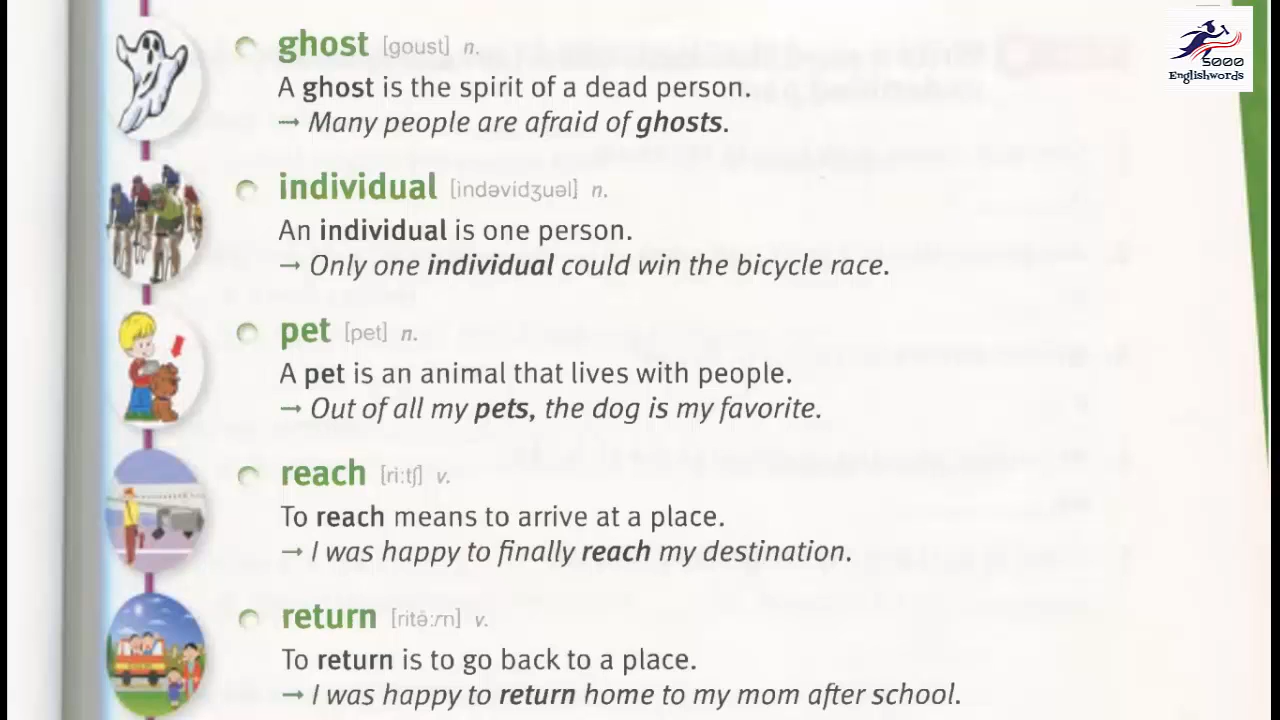 ghost [goust] n.
A ghost is the spirit of a dead person.
→ Many people are afraid of ghosts.
individual [indəvidʒuəl] n.
An individual is one person.
→ Only one individual could win the bicycle race.
pet [pet] n.
A pet is an animal that lives with people.
→ Out of all my pets, the dog is my favorite.
reach [ri:tʃ] v.
To reach means to arrive at a place.
→ I was happy to finally reach my destination.
return [ritə́:rn] v.
To return is to go back to a place.
→ I was happy to return home to my mom after school.
5000
Englishwords